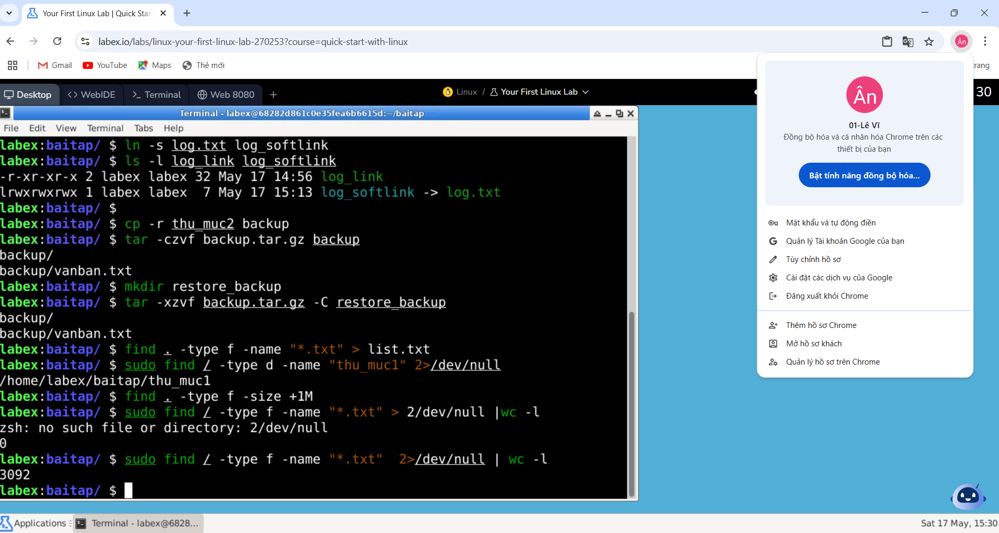 Your First Linux Lab | Quick Star
labex.io/labs/linux-your-first-linux-lab-270253?course=quick-start-with-linux
Ân
Gmail
YouTube
Maps
Thẻ mới
rang
Desktop
WebIDE
Terminal
Web 8080
Linux / Your First Linux Lab
30
Terminal - labex@68282d861c0e35fea6b6615d:~/baitap
File Edit View Terminal Tabs Help
labex:baitap/ $ ln -s log.txt log_softlink
labex:baitap/ $ ls -l log_link log_softlink
-r-xr-xr-x 2 labex labex 32 May 17 14:56 log_link
lrwxrwxrwx 1 labex labex  7 May 17 15:13 log_softlink -> log.txt
labex:baitap/ $
labex:baitap/ $ cp -r thu_muc2 backup
labex:baitap/ $ tar -czvf backup.tar.gz backup
backup/
backup/vanban.txt
labex:baitap/ $ mkdir restore_backup
labex:baitap/ $ tar -xzvf backup.tar.gz -C restore_backup
backup/
backup/vanban.txt
labex:baitap/ $ find . -type f -name "*.txt" > list.txt
labex:baitap/ $ sudo find / -type d -name "thu_muc1" 2>/dev/null
/home/labex/baitap/thu_muc1
labex:baitap/ $ find . -type f -size +1M
labex:baitap/ $ sudo find / -type f -name "*.txt" > 2/dev/null |wc -l
zsh: no such file or directory: 2/dev/null
0
labex:baitap/ $ sudo find / -type f -name "*.txt"  2>/dev/null | wc -l
3092
labex:baitap/ $
Ân
01-Lê Vĩ
Đồng bộ hóa và cá nhân hóa Chrome trên các
thiết bị của bạn
Bật tính năng đồng bộ hóa...
Mật khẩu và tự động điền
Quản lý Tài khoản Google của bạn
Tùy chỉnh hồ sơ
Cài đặt các dịch vụ của Google
Đăng xuất khỏi Chrome
Thêm hồ sơ Chrome
Mở hồ sơ khách
Quản lý hồ sơ trên Chrome
Applications
Terminal - labex@6828...
Sat 17 May, 15:30